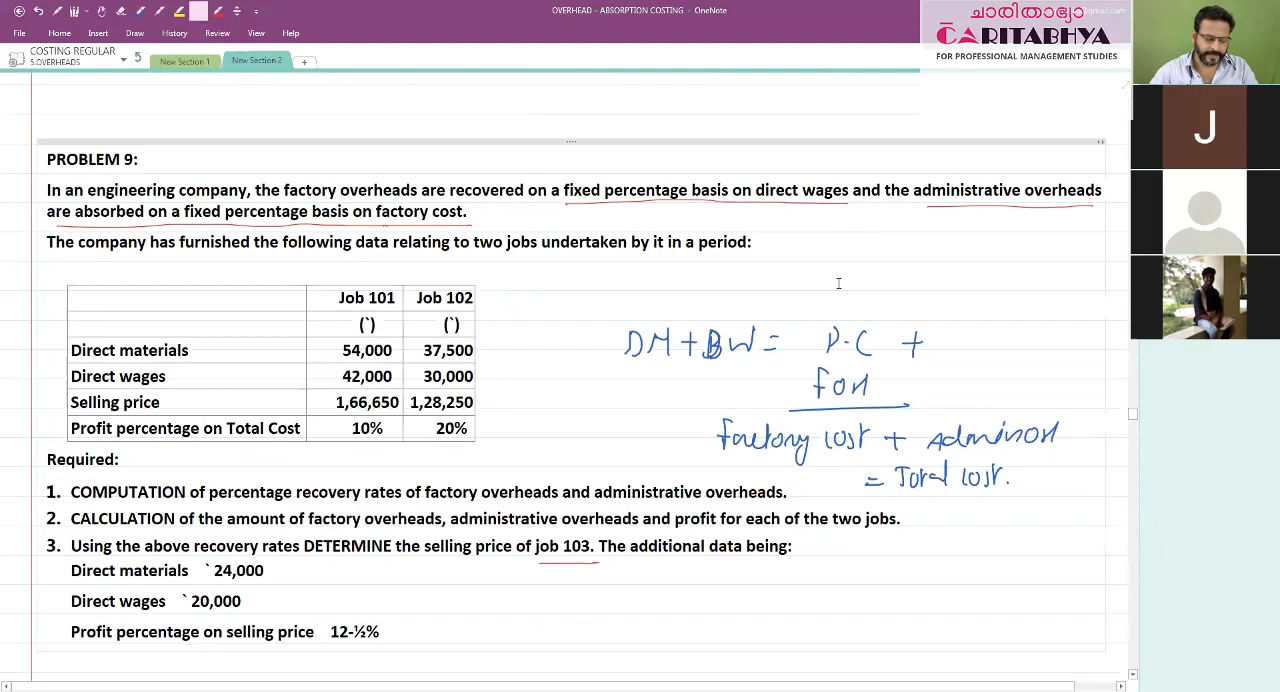 OVERHEAD – ABSORPTION COSTING - OneNote
File Home Insert Draw History Review View Help
ചാരിതാഭ്യാ
CARITABHYA
FOR PROFESSIONAL MANAGEMENT STUDIES
COSTING REGULAR
5.OVERHEADS
5
New Section 1
New Section 2
J
PROBLEM 9:
In an engineering company, the factory overheads are recovered on a fixed percentage basis on direct wages and the administrative overheads
are absorbed on a fixed percentage basis on factory cost.
The company has furnished the following data relating to two jobs undertaken by it in a period:
Job 101 Job 102
(`) (`)
Direct materials 54,000 37,500
Direct wages 42,000 30,000
Selling price 1,66,650 1,28,250
Profit percentage on Total Cost 10% 20%
DM + DW = P.C +
FOH
Factory cost + Admin OH
= Total cost.
Required:
1. COMPUTATION of percentage recovery rates of factory overheads and administrative overheads.
2. CALCULATION of the amount of factory overheads, administrative overheads and profit for each of the two jobs.
3. Using the above recovery rates DETERMINE the selling price of job 103. The additional data being:
Direct materials ` 24,000
Direct wages ` 20,000
Profit percentage on selling price 12-½%